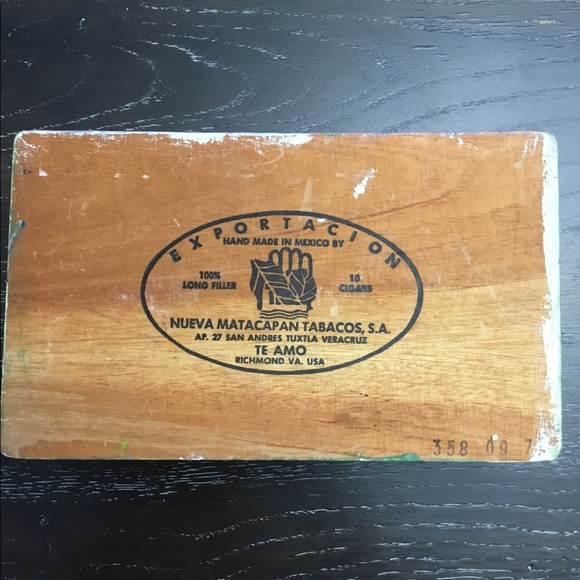 EXPORTACION
HAND MADE IN MEXICO BY
100%
LONG FILLER
10
CIGARS
NUEVA MATACAPAN TABACOS, S.A.
AP. 27 SAN ANDRES TUXTLA VERACRUZ
TE AMO
RICHMOND VA. USA
358 09 7